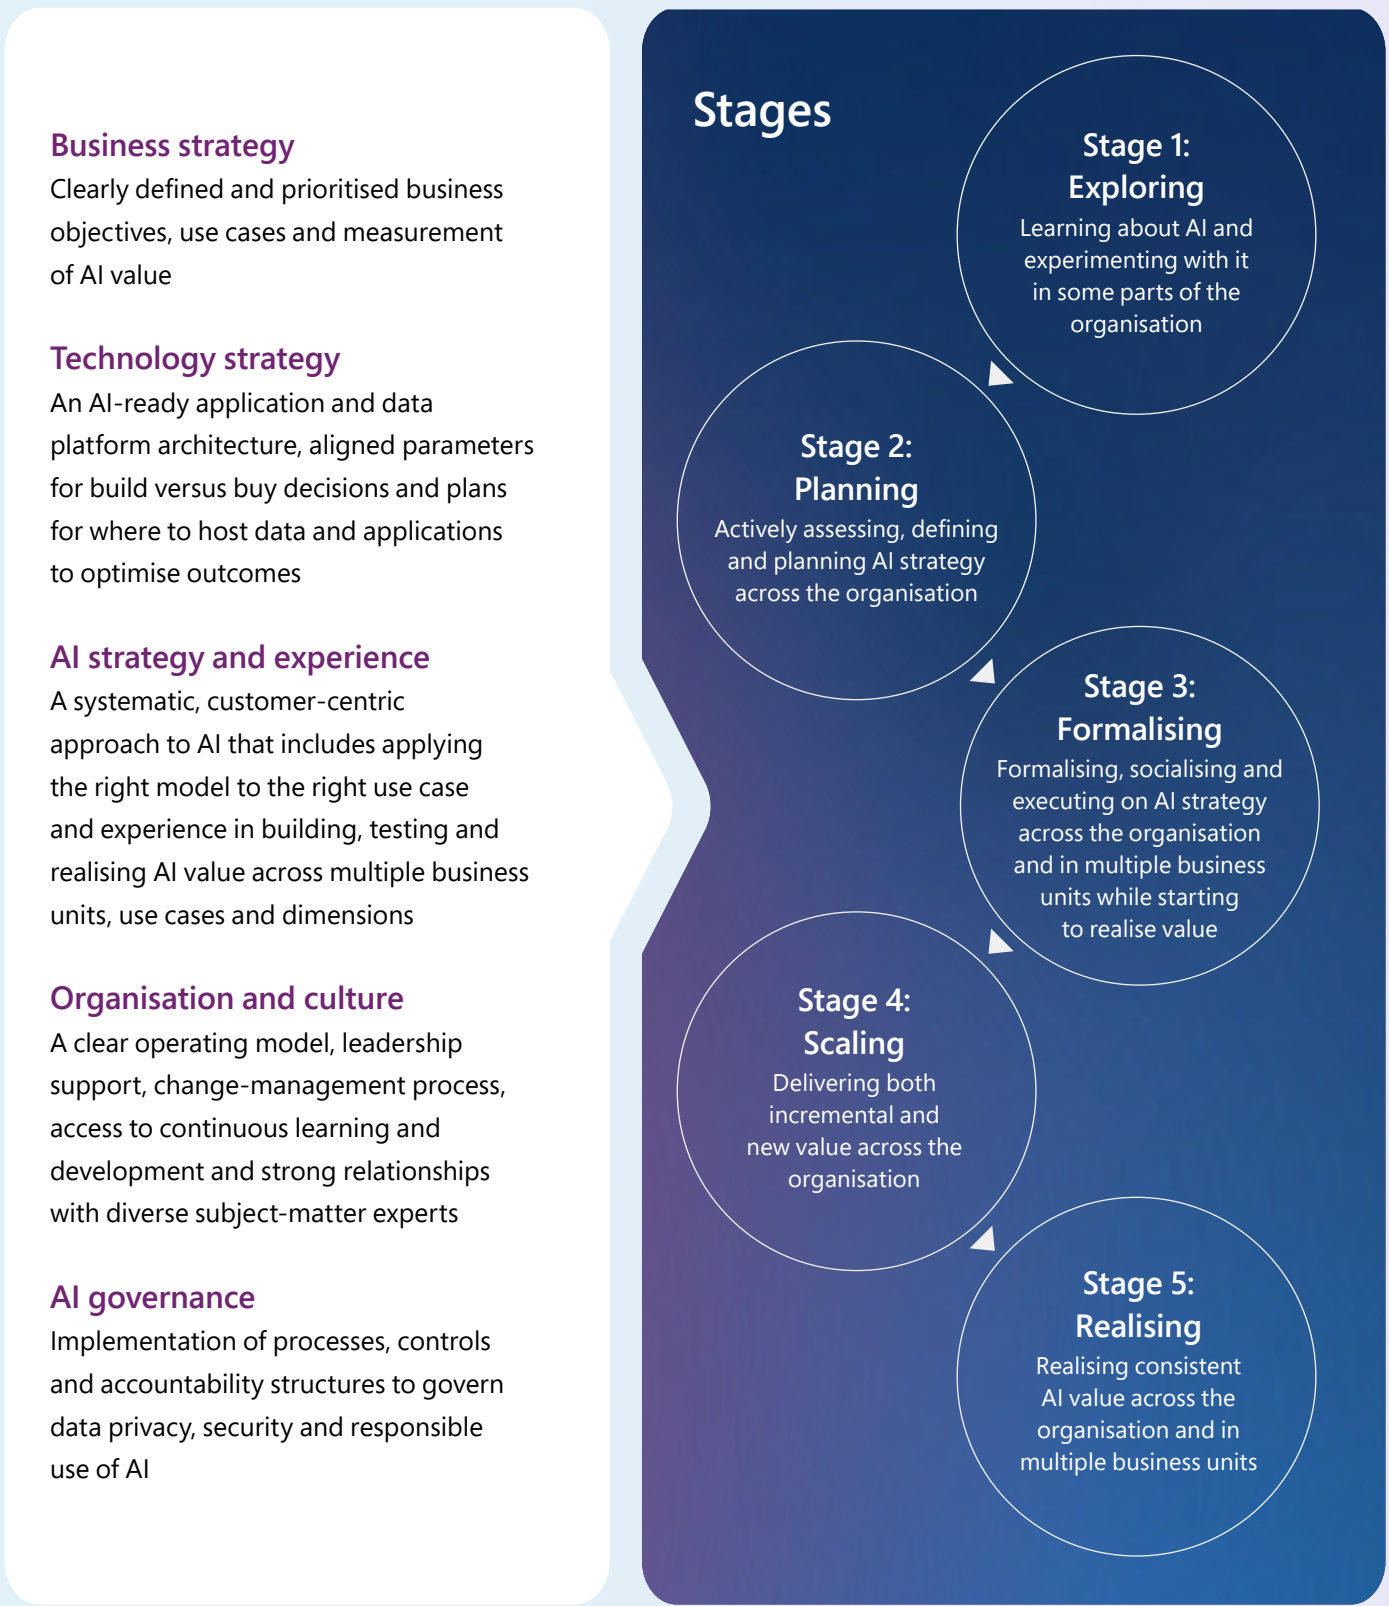 Business strategy
Clearly defined and prioritised business
objectives, use cases and measurement
of AI value
Technology strategy
An AI-ready application and data
platform architecture, aligned parameters
for build versus buy decisions and plans
for where to host data and applications
to optimise outcomes
AI strategy and experience
A systematic, customer-centric
approach to AI that includes applying
the right model to the right use case
and experience in building, testing and
realising AI value across multiple business
units, use cases and dimensions
Organisation and culture
A clear operating model, leadership
support, change-management process,
access to continuous learning and
development and strong relationships
with diverse subject-matter experts
AI governance
Implementation of processes, controls
and accountability structures to govern
data privacy, security and responsible
use of AI
Stages
Stage 1:
Exploring
Learning about AI and
experimenting with it
in some parts of the
organisation
Stage 2:
Planning
Actively assessing, defining
and planning AI strategy
across the organisation
Stage 3:
Formalising
Formalising, socialising and
executing on AI strategy
across the organisation
and in multiple business
units while starting
to realise value
Stage 4:
Scaling
Delivering both
incremental and
new value across the
organisation
Stage 5:
Realising
Realising consistent
AI value across the
organisation and in
multiple business units